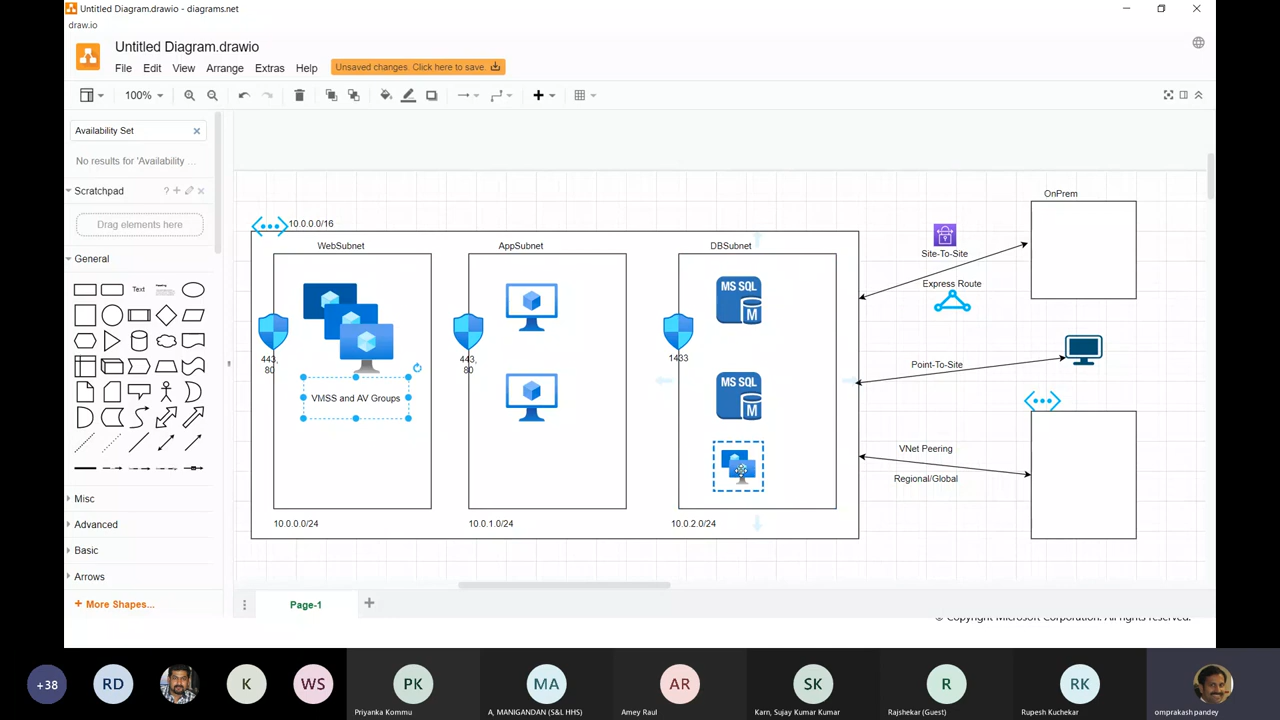 Untitled Diagram.drawio - diagrams.net
draw.io
Untitled Diagram.drawio
File Edit View Arrange Extras Help
Unsaved changes. Click here to save.
100%
Availability Set
No results for 'Availability ...
Scratchpad
Drag elements here
General
Text
Misc
Advanced
Basic
Arrows
+ More Shapes...
10.0.0.0/16
WebSubnet
AppSubnet
DBSubnet
443,
80
443,
80
1433
MS SQL
M
MS SQL
M
VMSS and AV Groups
10.0.0.0/24
10.0.1.0/24
10.0.2.0/24
OnPrem
Site-To-Site
Express Route
Point-To-Site
VNet Peering
Regional/Global
Page-1
© Copyright Microsoft Corporation. All rights reserved.
+38
RD
K
WS
PK
Priyanka Kommu
MA
A, MANIGANDAN (S&L HHS)
AR
Amey Raul
SK
Karn, Sujay Kumar Kumar
R
Rajshekar (Guest)
RK
Rupesh Kuchekar
omprakash pandey